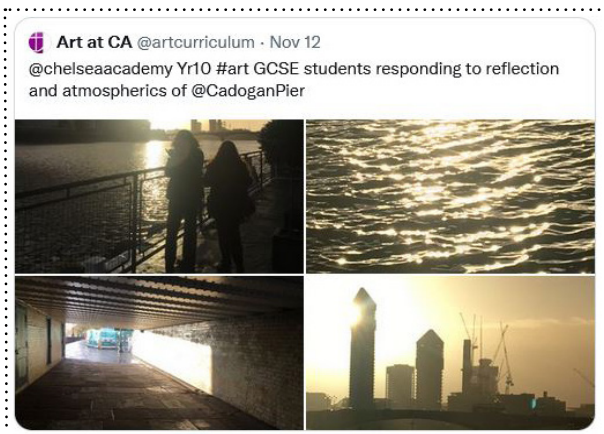 Art at CA @artcurriculum · Nov 12
@chelseaacademy Yr10 #art GCSE students responding to reflection
and atmospherics of @CadoganPier